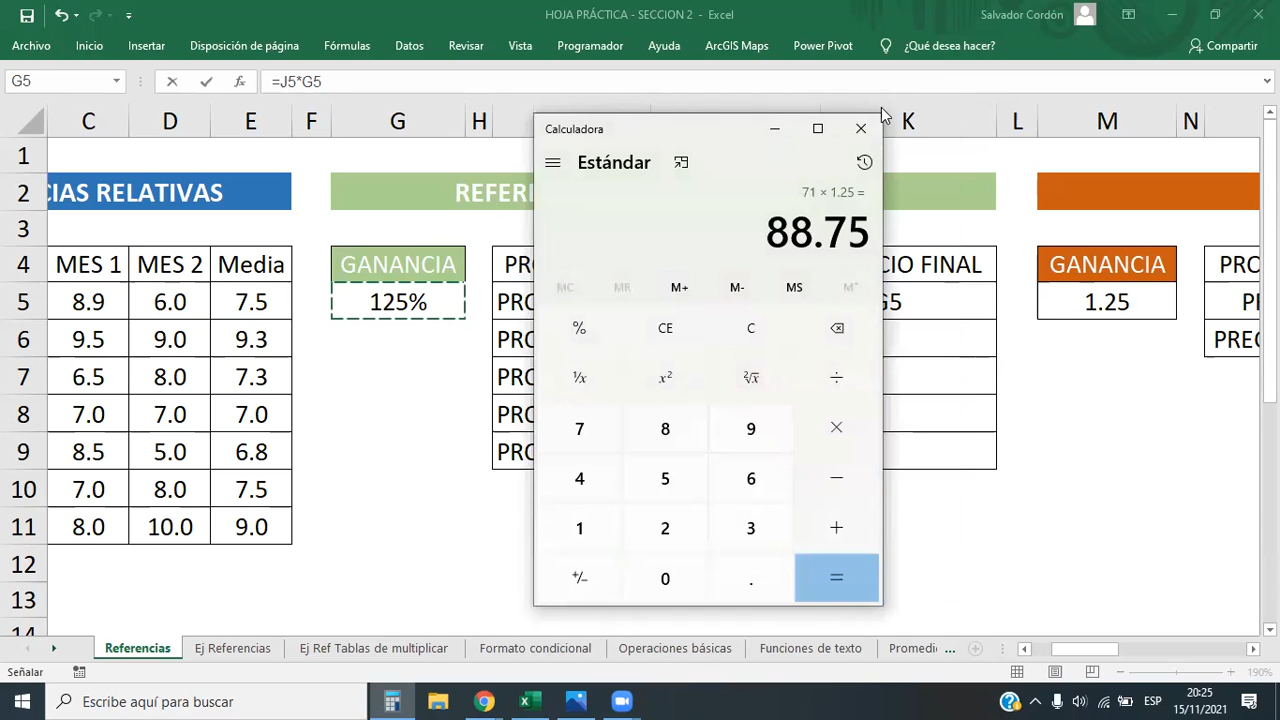 HOJA PRÁCTICA - SECCION 2 - Excel
Salvador Cordón
Archivo Inicio Insertar Disposición de página Fórmulas Datos Revisar Vista Programador Ayuda ArcGIS Maps Power Pivot ¿Qué desea hacer? Compartir
G5 fx =J5*G5
C D E F G H K L M N
1
2 CIAS RELATIVAS REFERE
3
4 MES 1 MES 2 Media GANANCIA PRO CIO FINAL GANANCIA PRO
5 8.9 6.0 7.5 125% PRO G5 1.25 P
6 9.5 9.0 9.3 PRO PREC
7 6.5 8.0 7.3 PRO
8 7.0 7.0 7.0 PRO
9 8.5 5.0 6.8 PRO
10 7.0 8.0 7.5
11 8.0 10.0 9.0
12
13
14
Calculadora
Estándar
71 × 1.25 =
88.75
MC MR M+ M- MS M˅
% CE C
¹/x x² ²√x ÷
7 8 9 ×
4 5 6 −
1 2 3 +
+/− 0 . =
Referencias Ej Referencias Ej Ref Tablas de multiplicar Formato condicional Operaciones básicas Funciones de texto Promedi ...
Señalar 190%
Escribe aquí para buscar
ESP
20:25
15/11/2021